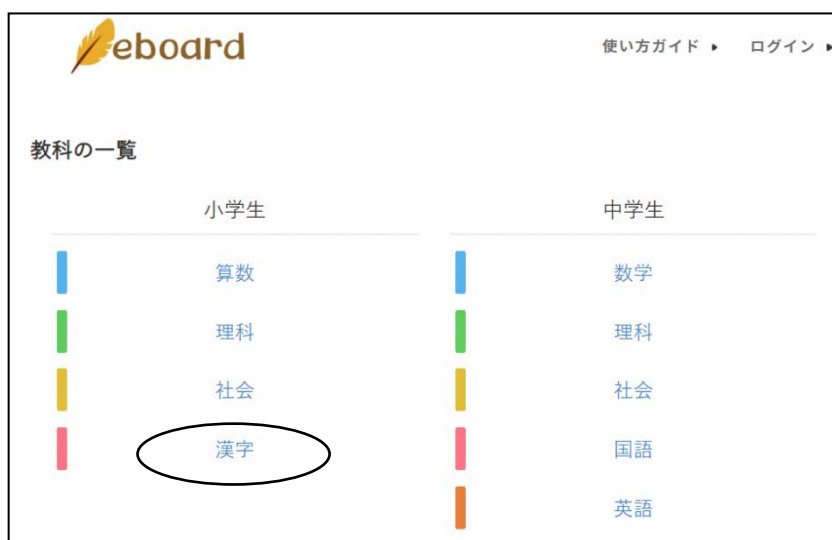 eboard
使い方ガイド ログイン
教科の一覧
小学生 中学生
算数 数学
理科 理科
社会 社会
漢字 国語
英語